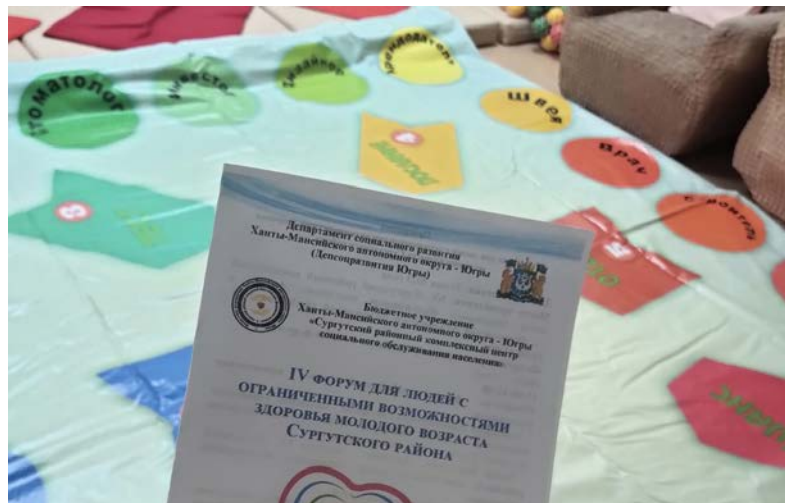 Стоматолог
Инвестор
Дизайнер
Швея
Врач
Департамент социального развития
Ханты-Мансийского автономного округа - Югры
(Депсоцразвития Югры)
Бюджетное учреждение
Ханты-Мансийского автономного округа - Югры
«Сургутский районный комплексный центр
социального обслуживания населения»
IV ФОРУМ ДЛЯ ЛЮДЕЙ С
ОГРАНИЧЕННЫМИ ВОЗМОЖНОСТЯМИ
ЗДОРОВЬЯ МОЛОДОГО ВОЗРАСТА
СУРГУТСКОГО РАЙОНА